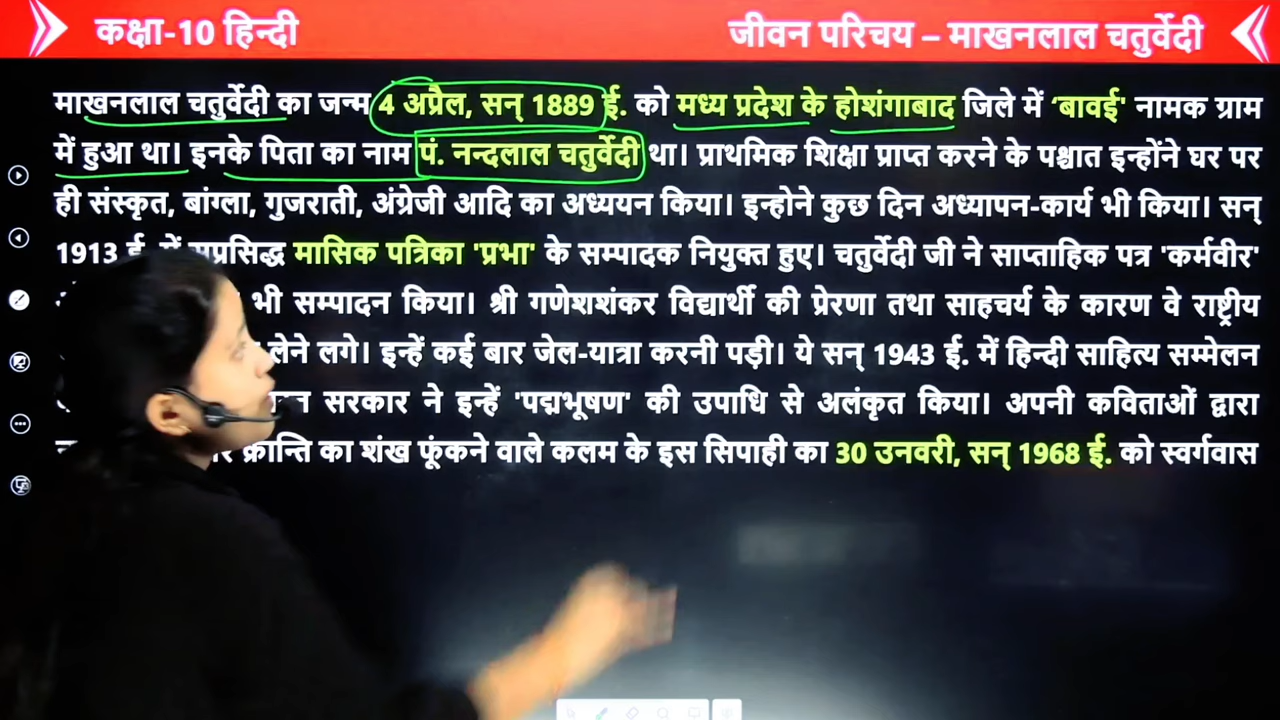 कक्षा-10 हिन्दी
जीवन परिचय – माखनलाल चतुर्वेदी
माखनलाल चतुर्वेदी का जन्म 4 अप्रैल, सन् 1889 ई. को मध्य प्रदेश के होशंगाबाद जिले में ‘बावई' नामक ग्राम
में हुआ था। इनके पिता का नाम पं. नन्दलाल चतुर्वेदी था। प्राथमिक शिक्षा प्राप्त करने के पश्चात इन्होंने घर पर
ही संस्कृत, बांग्ला, गुजराती, अंग्रेजी आदि का अध्ययन किया। इन्होने कुछ दिन अध्यापन-कार्य भी किया। सन्
1913 ई. में सुप्रसिद्ध मासिक पत्रिका 'प्रभा' के सम्पादक नियुक्त हुए। चतुर्वेदी जी ने साप्ताहिक पत्र 'कर्मवीर'
भी सम्पादन किया। श्री गणेशशंकर विद्यार्थी की प्रेरणा तथा साहचर्य के कारण वे राष्ट्रीय
लेने लगे। इन्हें कई बार जेल-यात्रा करनी पड़ी। ये सन् 1943 ई. में हिन्दी साहित्य सम्मेलन
सरकार ने इन्हें 'पद्मभूषण' की उपाधि से अलंकृत किया। अपनी कविताओं द्वारा
क्रान्ति का शंख फूंकने वाले कलम के इस सिपाही का 30 उनवरी, सन् 1968 ई. को स्वर्गवास